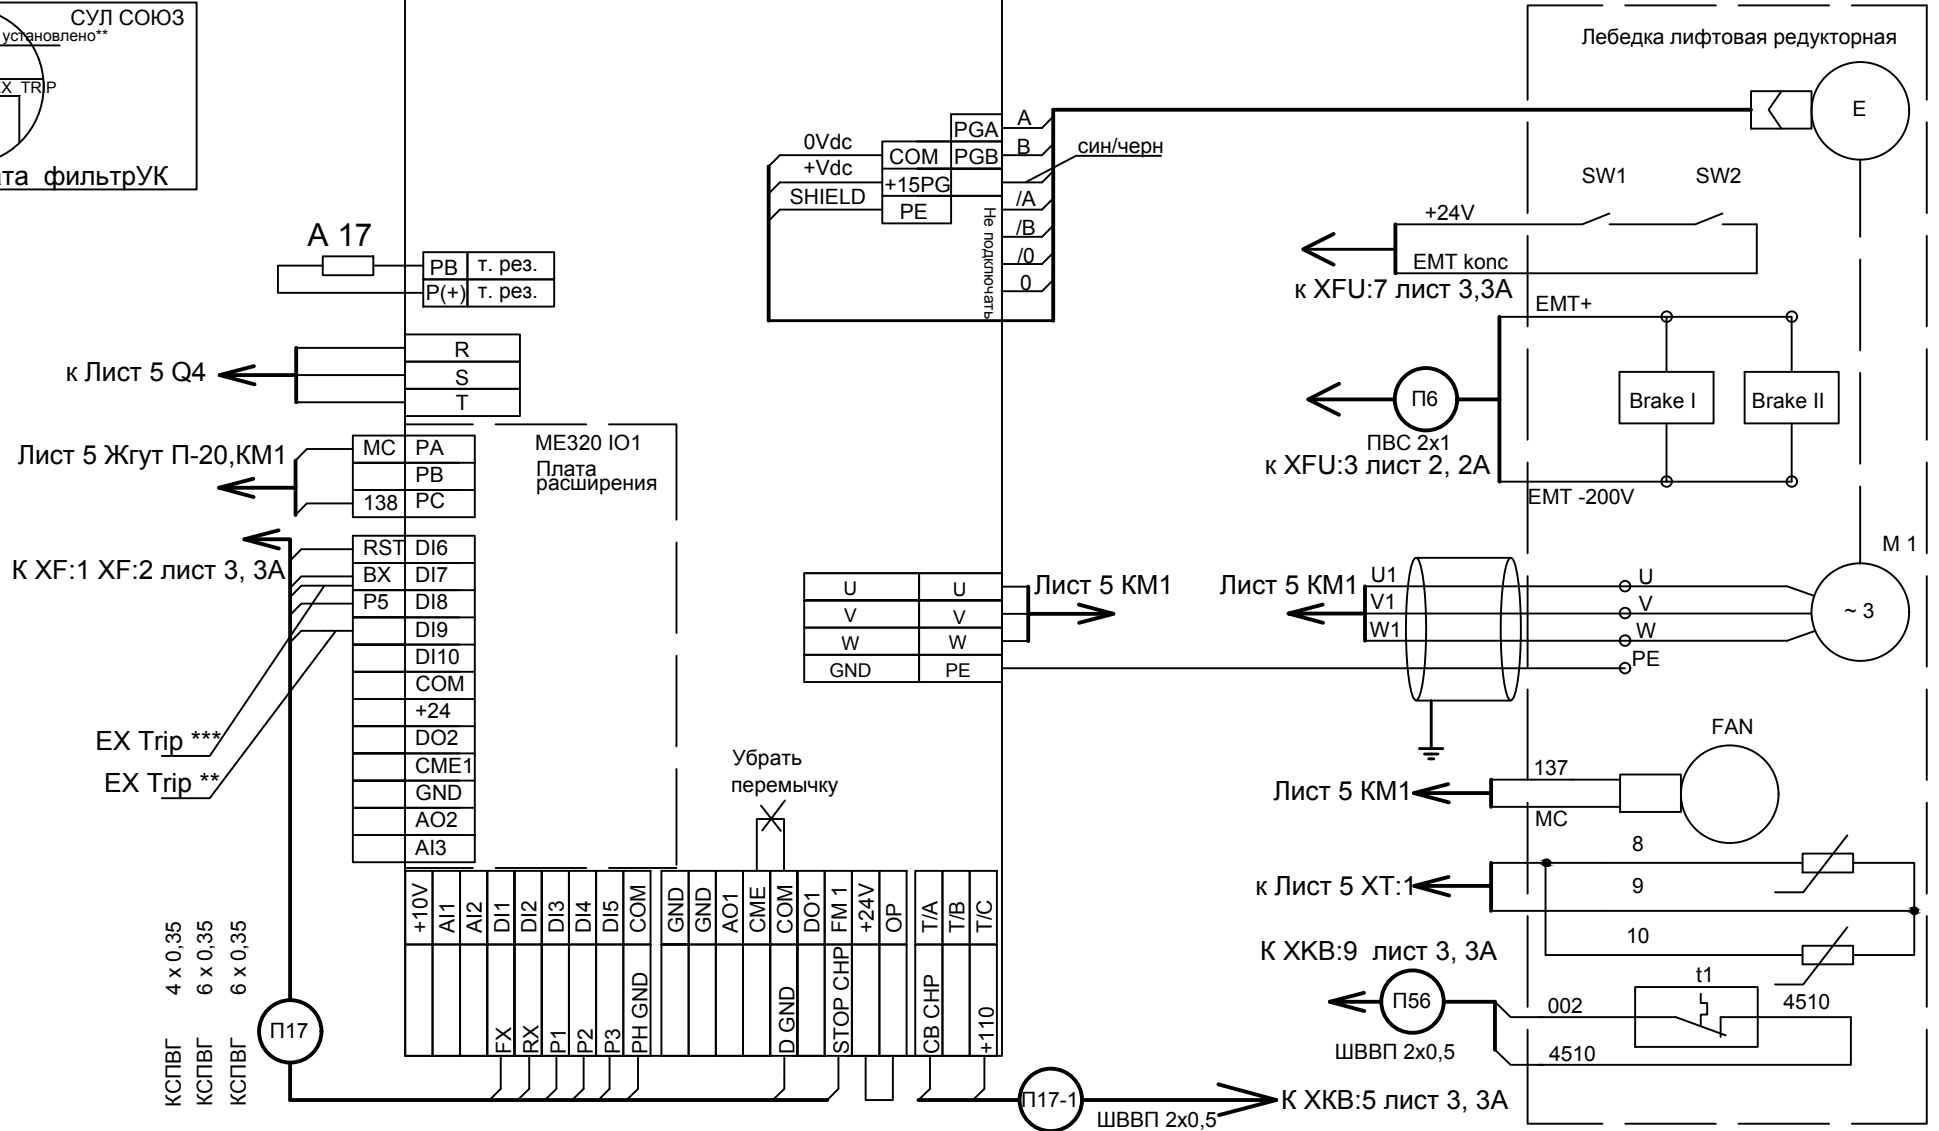 СУЛ СОЮЗ
установлено**
EX TRIP
фильтрУК
А 17
PB т. рез.
P(+) т. рез.
к Лист 5 Q4
R
S
T
Лист 5 Жгут П-20,КМ1
MC PA
PB
138 PC
ME320 IO1
Плата
расширения
К XF:1 XF:2 лист 3, 3А
RST DI6
BX DI7
P5 DI8
DI9
DI10
COM
+24
DO2
CME1
GND
AO2
AI3
EX Trip ***
EX Trip **
КСПВГ 4 x 0,35
КСПВГ 6 x 0,35
КСПВГ 6 x 0,35
П17
Убрать
перемычку
+10V
AI1
AI2
DI1
DI2
DI3
DI4
DI5
COM
GND
GND
AO1
CME
COM
DO1
FM 1
+24V
OP
T/A
T/B
T/C
FX
RX
P1
P2
P3
PH GND
D GND
STOP CHP
CB CHP
+110
П17-1
ШВВП 2x0,5
К ХКВ:5 лист 3, 3А
0Vdc
+Vdc
SHIELD
COM
+15PG
PE
PGA
PGB
A
B
син/черн
/A
/B
/0
0
Не подключать
U U
V V
W W
GND PE
Лист 5 КМ1
Лист 5 КМ1
U1
V1
W1
U
V
W
PE
Лебедка лифтовая редукторная
E
SW1 SW2
+24V
EMT konc
к XFU:7 лист 3,3А
EMT+
П6
ПВС 2x1
к XFU:3 лист 2, 2А
Brake I
Brake II
EMT -200V
M 1
~ 3
FAN
137
Лист 5 КМ1
MC
8
к Лист 5 XT:1
9
10
К ХКВ:9 лист 3, 3А
П56
ШВВП 2x0,5
t1
002
4510
4510